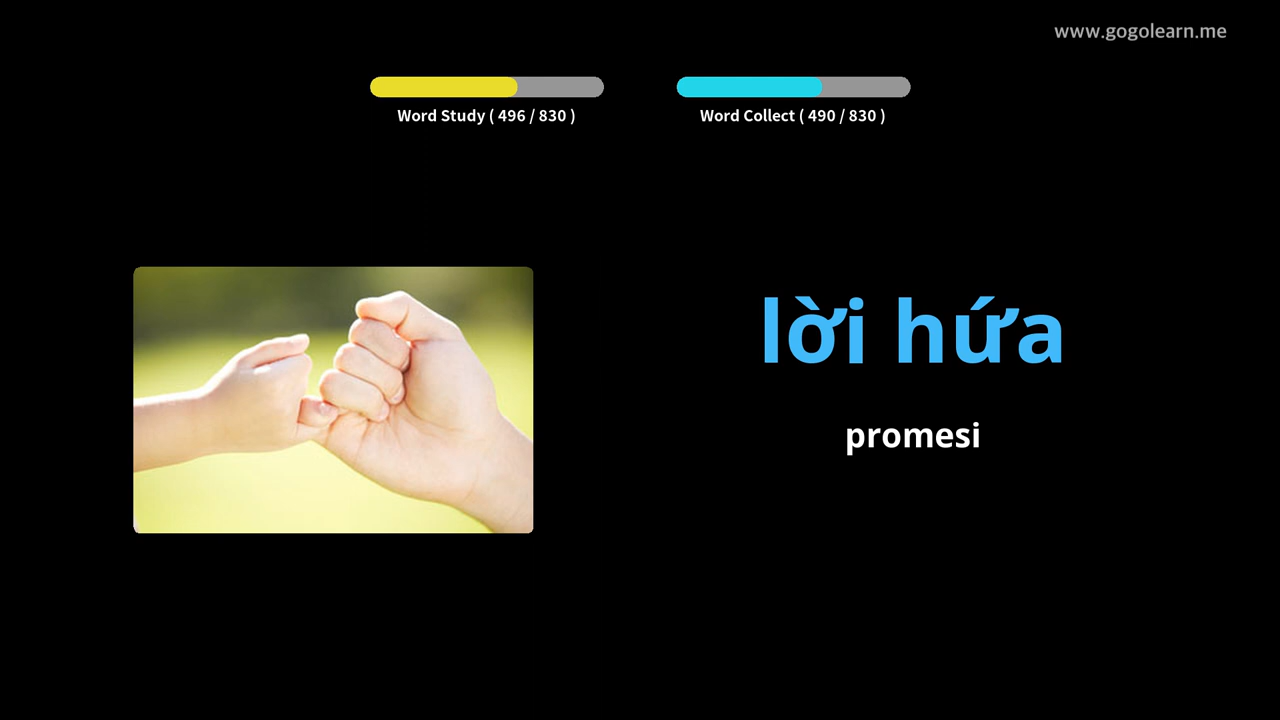 www.gogolearn.me
Word Study ( 496 / 830 )
Word Collect ( 490 / 830 )
lời hứa
promesi